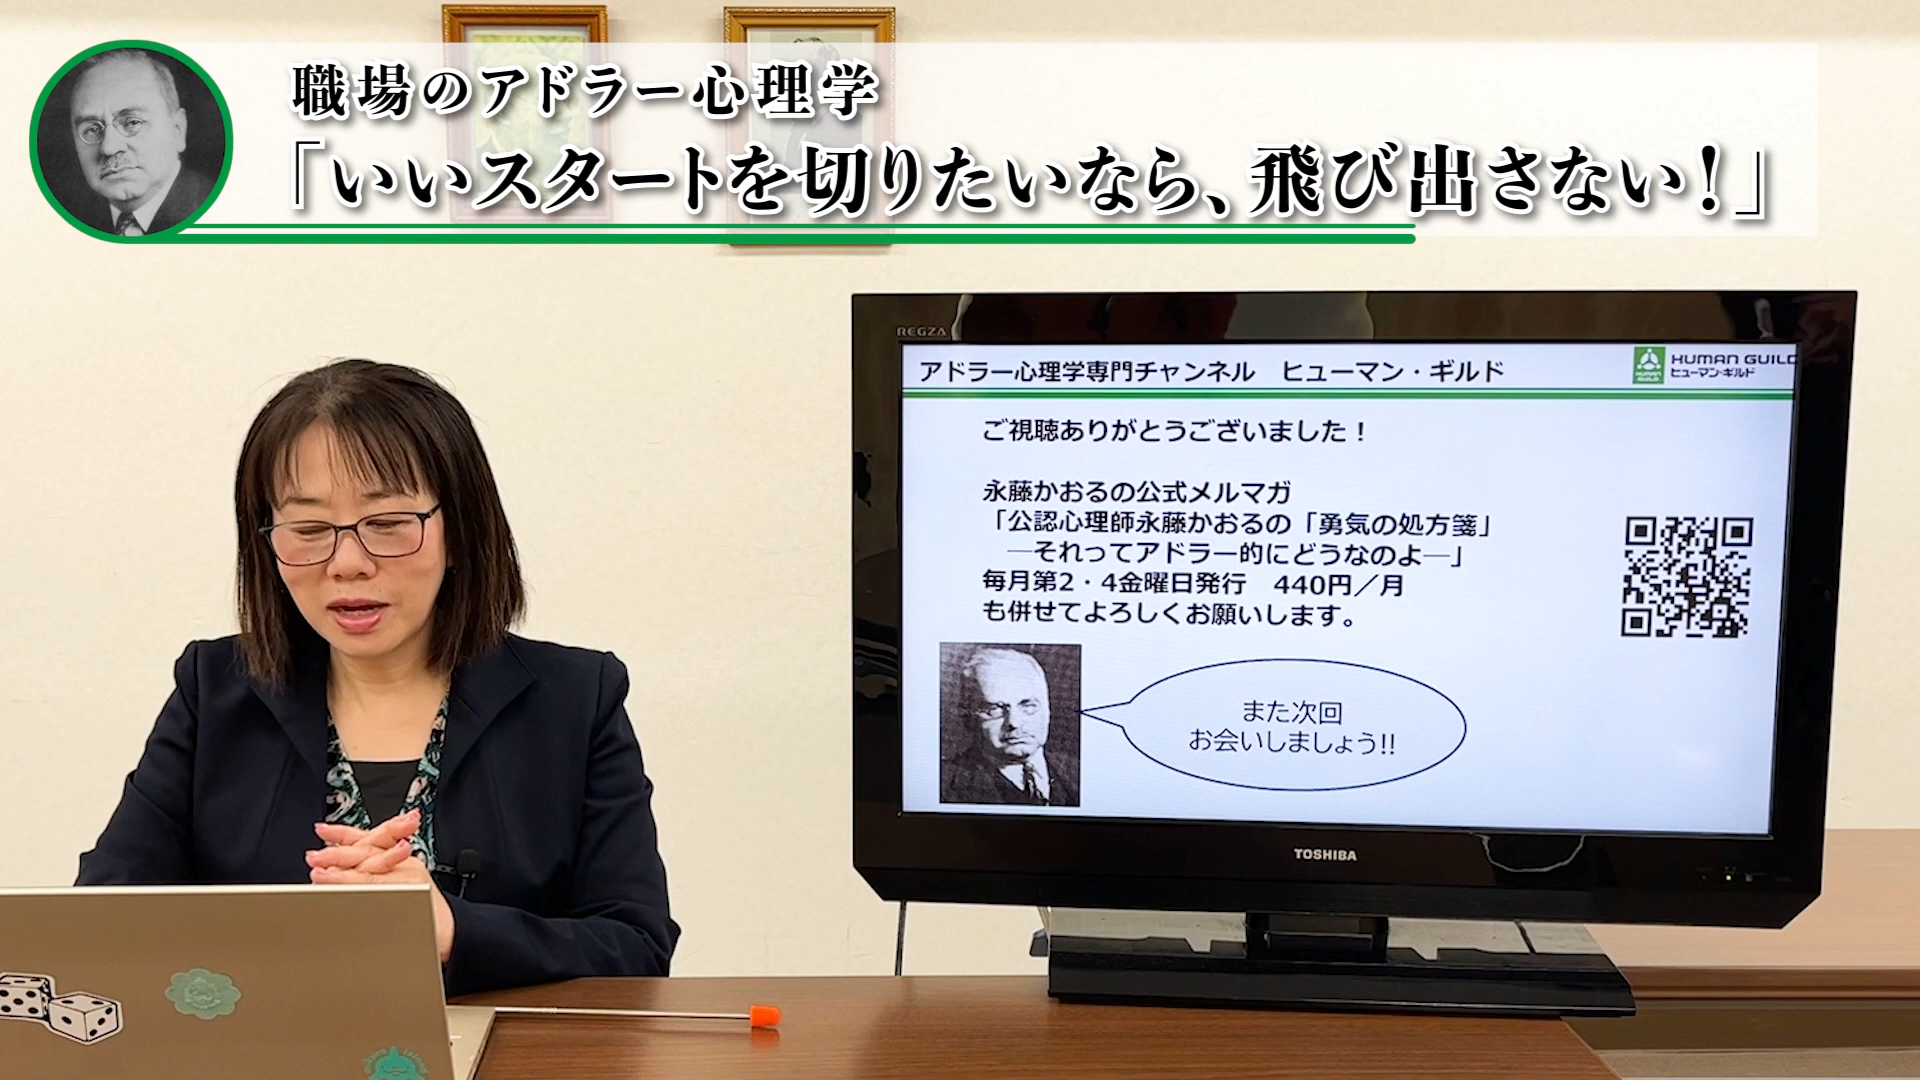 職場のアドラー心理学
「いいスタートを切りたいなら、飛び出さない!」
REGZA
アドラー心理学専門チャンネル ヒューマン・ギルド
HUMAN GUILD
ヒューマン・ギルド
HUMAN
GUILD
ご視聴ありがとうございました!
永藤かおるの公式メルマガ
「公認心理師永藤かおるの「勇気の処方箋」
―それってアドラー的にどうなのよ―」
毎月第2・4金曜日発行 440円/月
も併せてよろしくお願いします。
また次回
お会いしましょう!!
TOSHIBA